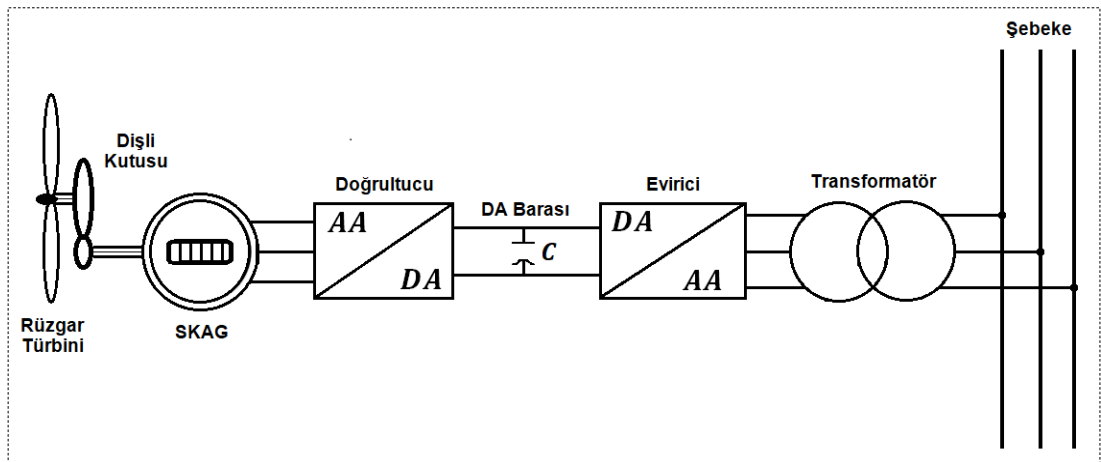 Şebeke
Dişli
Kutusu
Doğrultucu
DA Barası
Evirici
Transformatör
AA
DA
C
DA
AA
Rüzgar
Türbini
SKAG